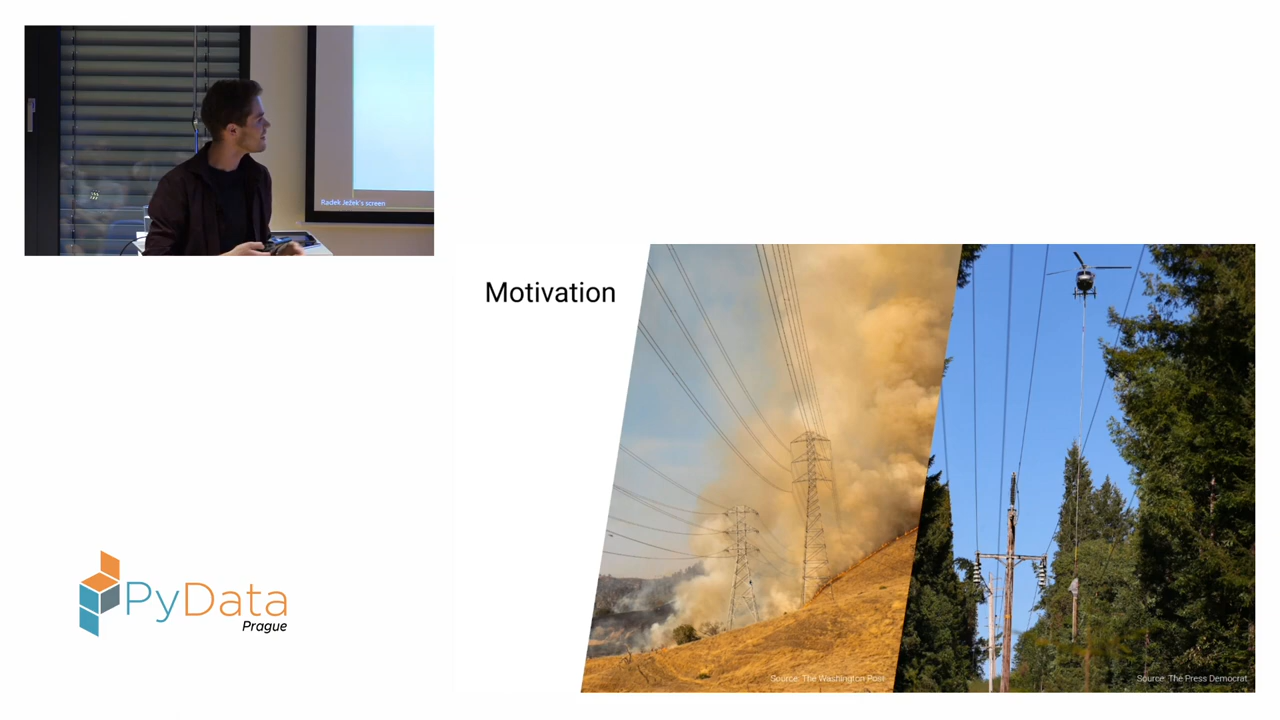 Radek Ježek's screen
Motivation
PyData
Prague
Source: The Washington Post
Source: The Press Democrat